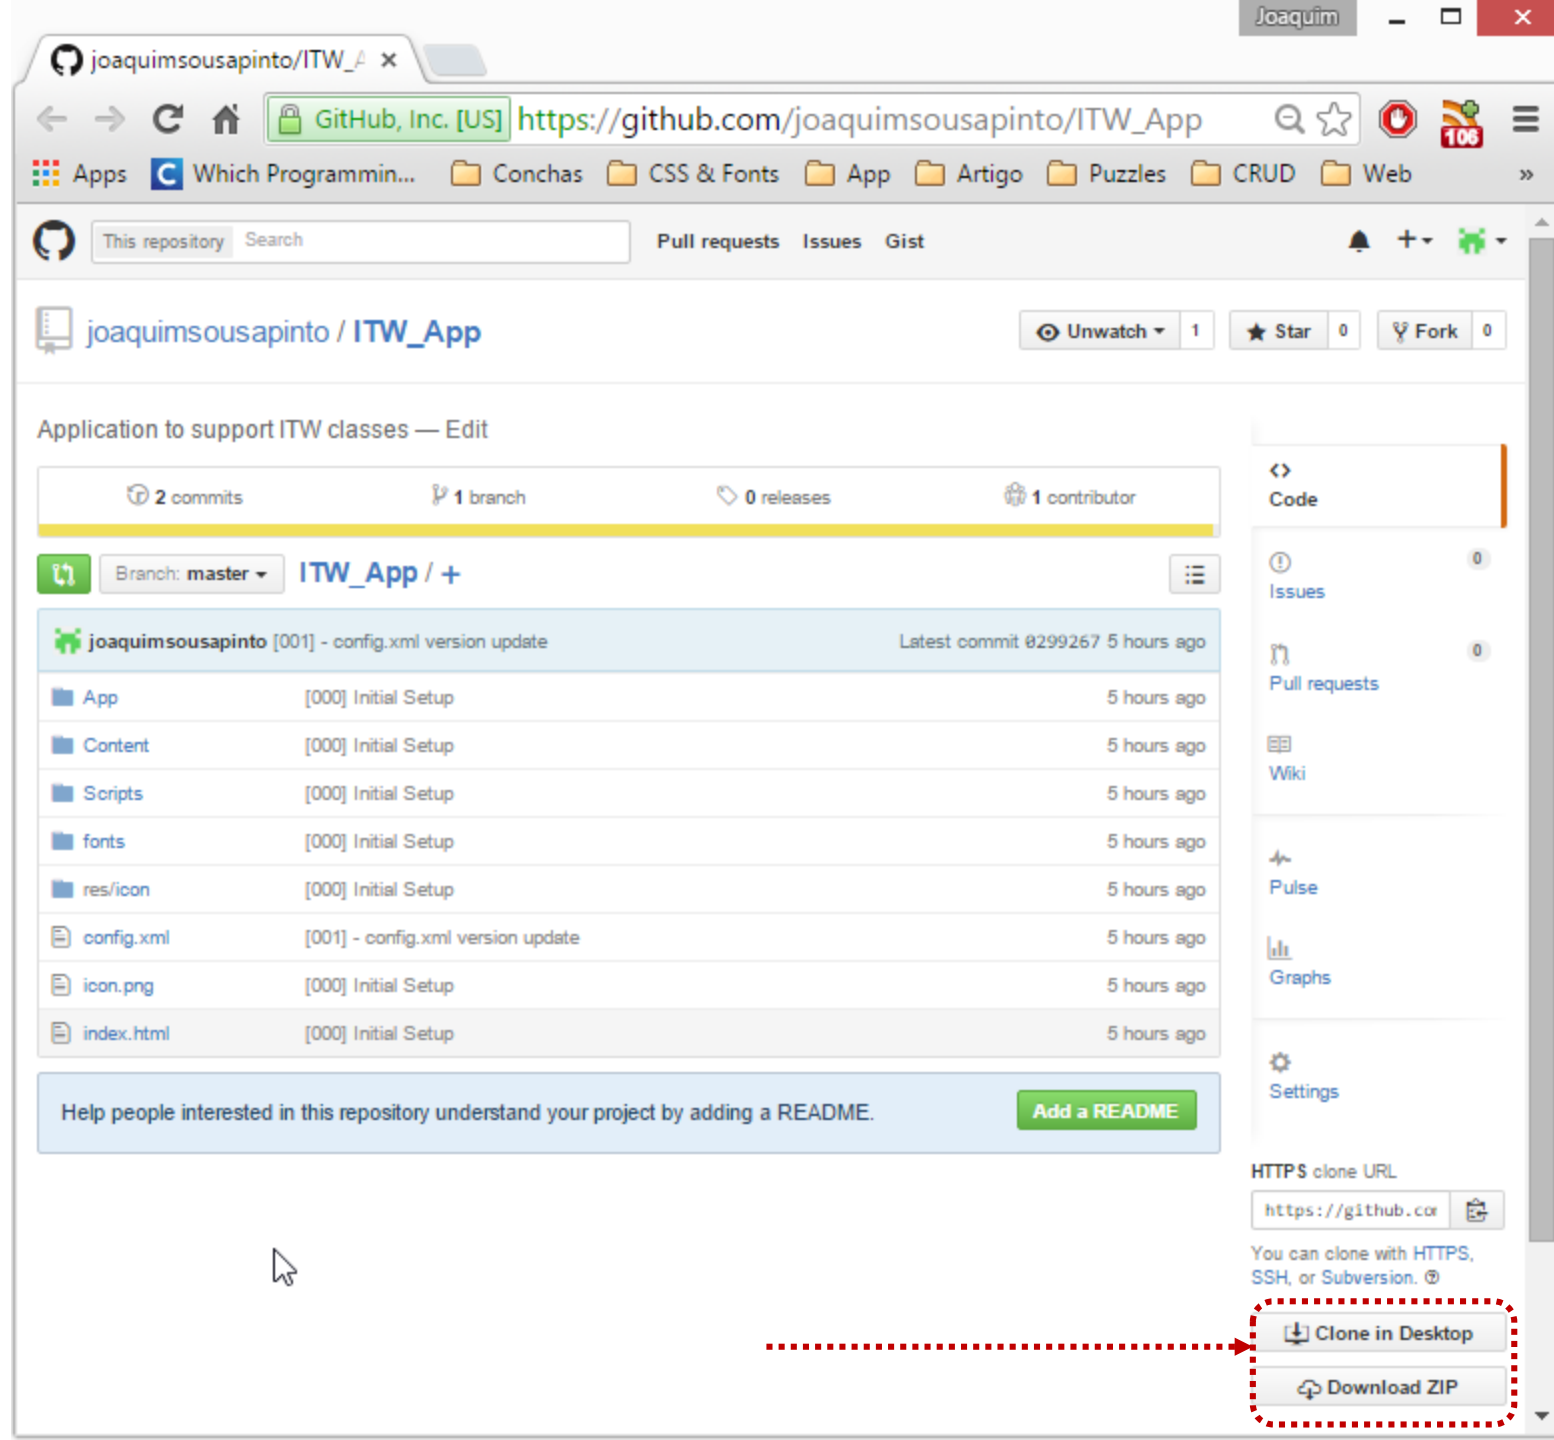 Joaquim
joaquimsousapinto/ITW_A
GitHub, Inc. [US] https://github.com/joaquimsousapinto/ITW_App
106
Apps Which Programmin... Conchas CSS & Fonts App Artigo Puzzles CRUD Web »
This repository Search Pull requests Issues Gist
joaquimsousapinto / ITW_App
Unwatch 1 Star 0 Fork 0
Application to support ITW classes — Edit
2 commits 1 branch 0 releases 1 contributor
Branch: master ITW_App / +
joaquimsousapinto [001] - config.xml version update Latest commit 0299267 5 hours ago
App [000] Initial Setup 5 hours ago
Content [000] Initial Setup 5 hours ago
Scripts [000] Initial Setup 5 hours ago
fonts [000] Initial Setup 5 hours ago
res/icon [000] Initial Setup 5 hours ago
config.xml [001] - config.xml version update 5 hours ago
icon.png [000] Initial Setup 5 hours ago
index.html [000] Initial Setup 5 hours ago
Help people interested in this repository understand your project by adding a README. Add a README
Code
Issues 0
Pull requests 0
Wiki
Pulse
Graphs
Settings
HTTPS clone URL
https://github.co
You can clone with HTTPS,
SSH, or Subversion.
Clone in Desktop
Download ZIP